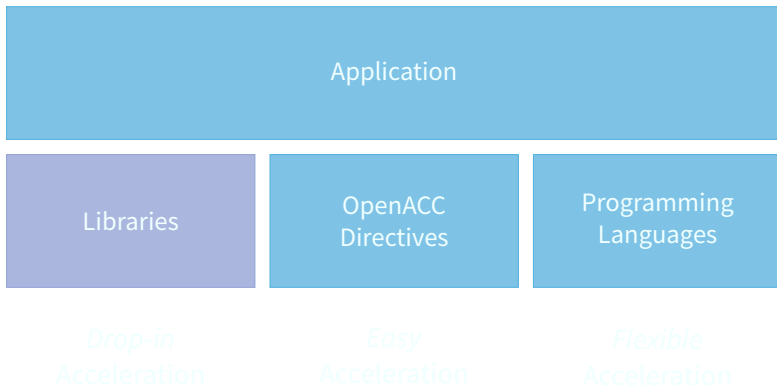 Application
Libraries
OpenACC
Directives
Programming
Languages
Drop-in
Acceleration
Easy
Acceleration
Flexible
Acceleration